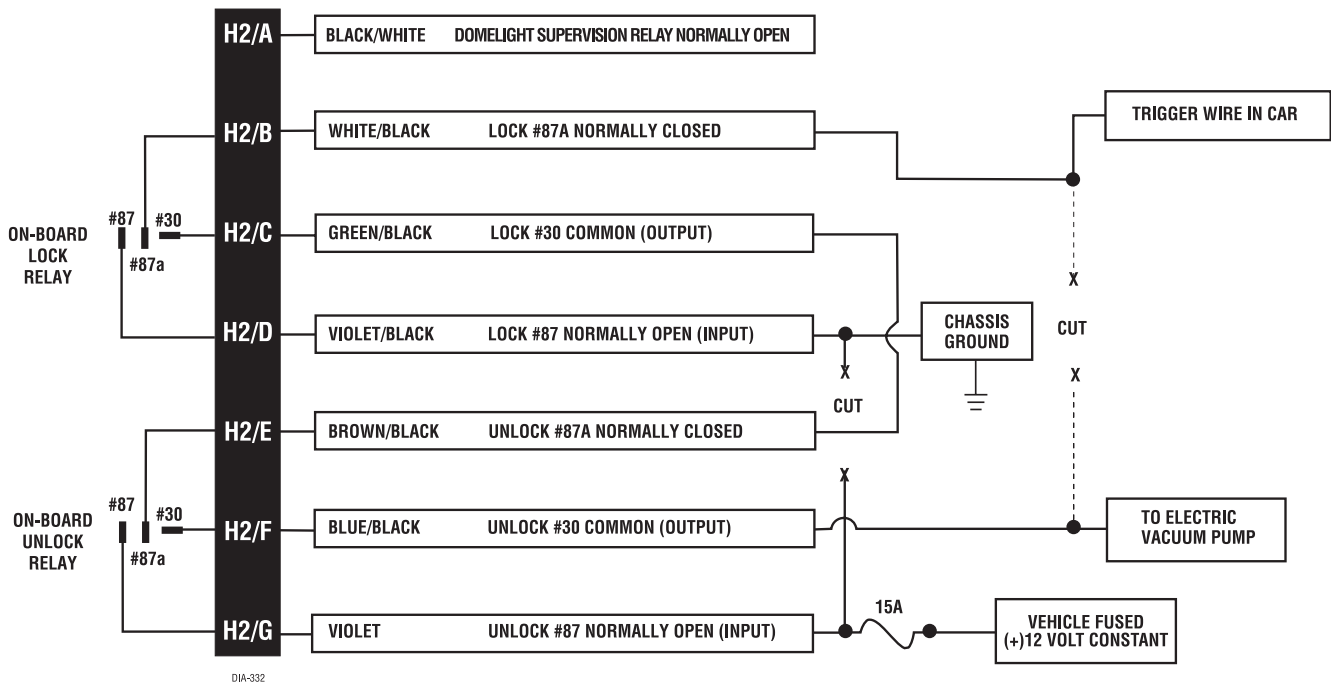 H2/A BLACK/WHITE DOMELIGHT SUPERVISION RELAY NORMALLY OPEN
TRIGGER WIRE IN CAR
H2/B WHITE/BLACK LOCK #87A NORMALLY CLOSED
#87 #30
#87a
ON-BOARD
LOCK
RELAY
H2/C GREEN/BLACK LOCK #30 COMMON (OUTPUT)
X
CUT
X
H2/D VIOLET/BLACK LOCK #87 NORMALLY OPEN (INPUT)
CHASSIS
GROUND
X
CUT
X
H2/E BROWN/BLACK UNLOCK #87A NORMALLY CLOSED
#87 #30
#87a
ON-BOARD
UNLOCK
RELAY
H2/F BLUE/BLACK UNLOCK #30 COMMON (OUTPUT)
TO ELECTRIC
VACUUM PUMP
H2/G VIOLET UNLOCK #87 NORMALLY OPEN (INPUT)
15A
VEHICLE FUSED
(+)12 VOLT CONSTANT
DIA-332